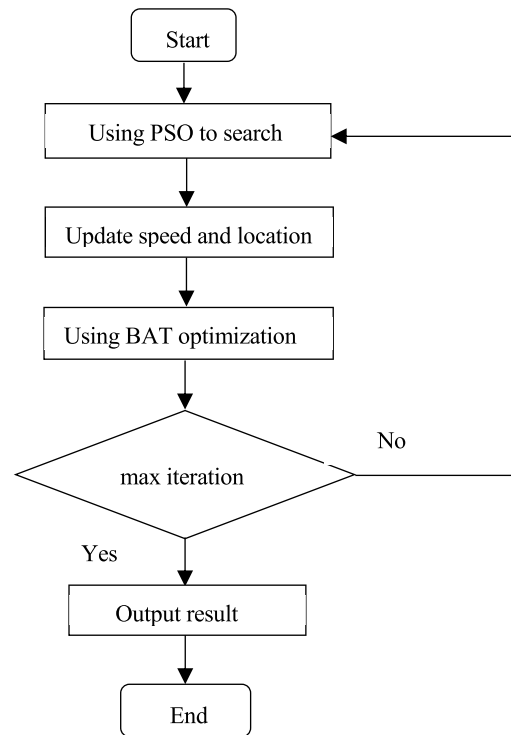 Start
Using PSO to search
Update speed and location
Using BAT optimization
max iteration
No
Yes
Output result
End